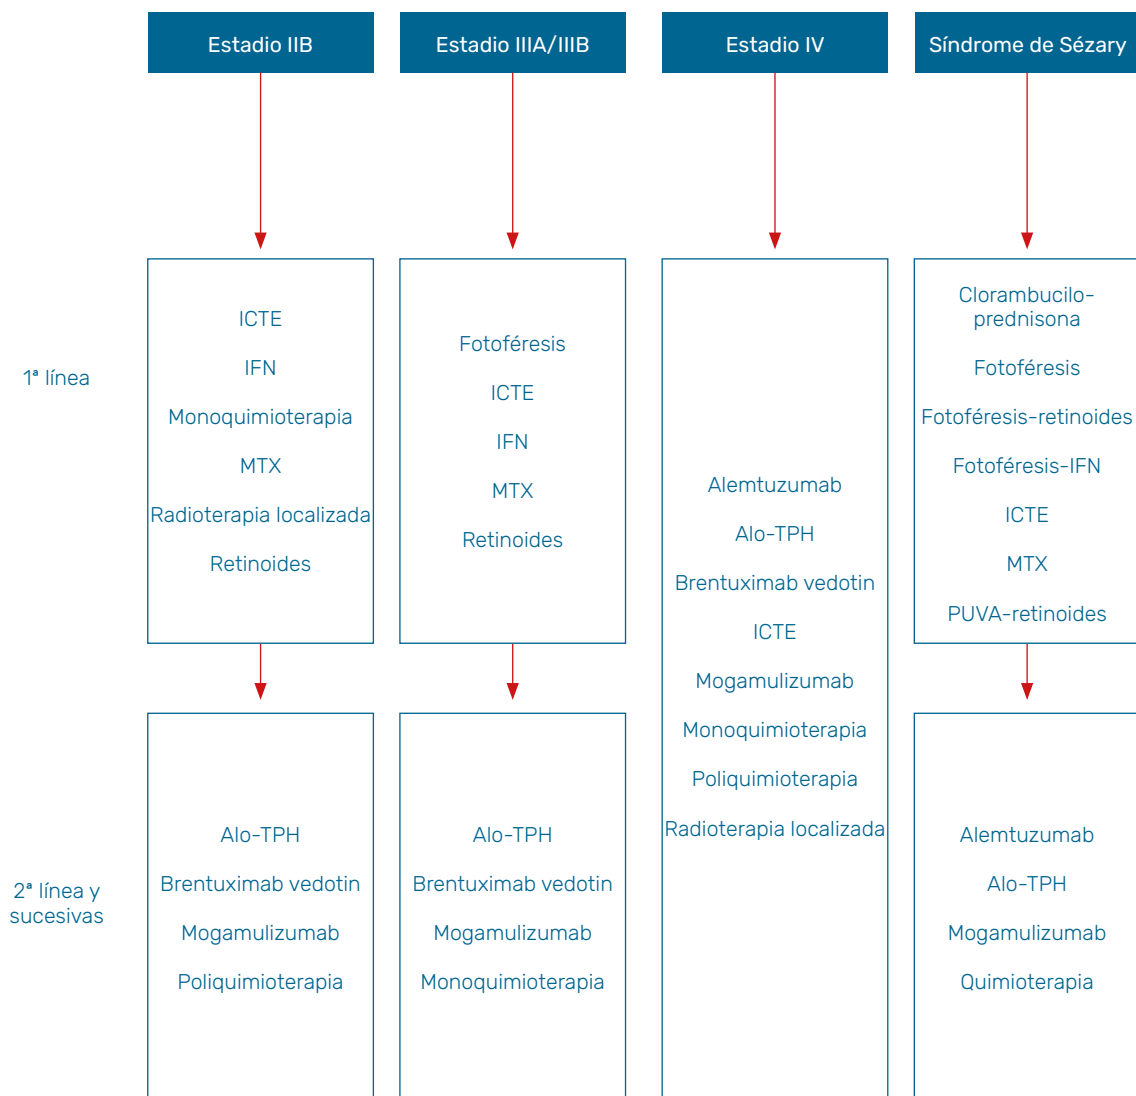 Estadio IIB
Estadio IIIA/IIIB
Estadio IV
Síndrome de Sézary
1ª línea
ICTE
IFN
Monoquimioterapia
MTX
Radioterapia localizada
Retinoides
Fotoféresis
ICTE
IFN
MTX
Retinoides
Alemtuzumab
Alo-TPH
Brentuximab vedotin
ICTE
Mogamulizumab
Monoquimioterapia
Poliquimioterapia
Radioterapia localizada
Clorambucilo-
prednisona
Fotoféresis
Fotoféresis-retinoides
Fotoféresis-IFN
ICTE
MTX
PUVA-retinoides
2ª línea y
sucesivas
Alo-TPH
Brentuximab vedotin
Mogamulizumab
Poliquimioterapia
Alo-TPH
Brentuximab vedotin
Mogamulizumab
Monoquimioterapia
Alemtuzumab
Alo-TPH
Mogamulizumab
Quimioterapia